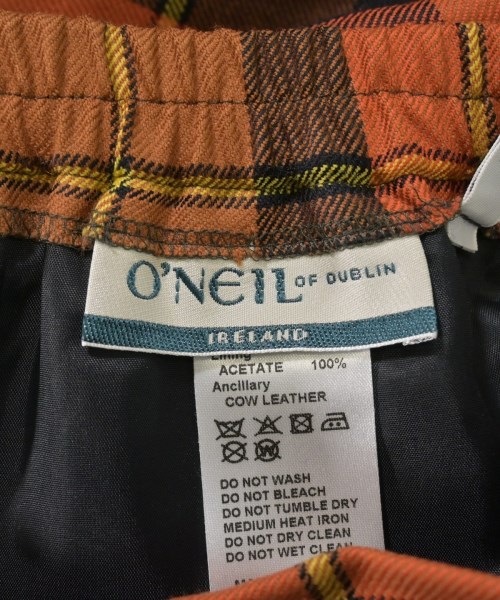 O'NEIL OF DUBLIN
IRELAND
Lining
ACETATE 100%
Ancillary
COW LEATHER
W
DO NOT WASH
DO NOT BLEACH
DO NOT TUMBLE DRY
MEDIUM HEAT IRON
DO NOT DRY CLEAN
DO NOT WET CLEAN